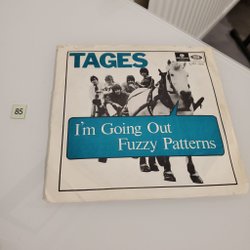 TAGES
I'm Going Out
Fuzzy Patterns
85